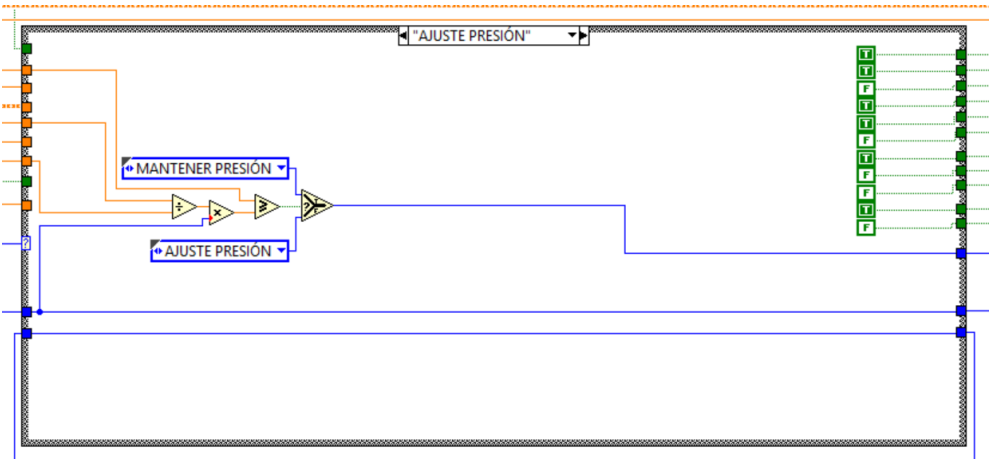 "AJUSTE PRESIÓN"
T
T
F
T
T
F
MANTENER PRESIÓN
T
F
÷
x
≥
?
T
F
F
T
AJUSTE PRESIÓN
F
?